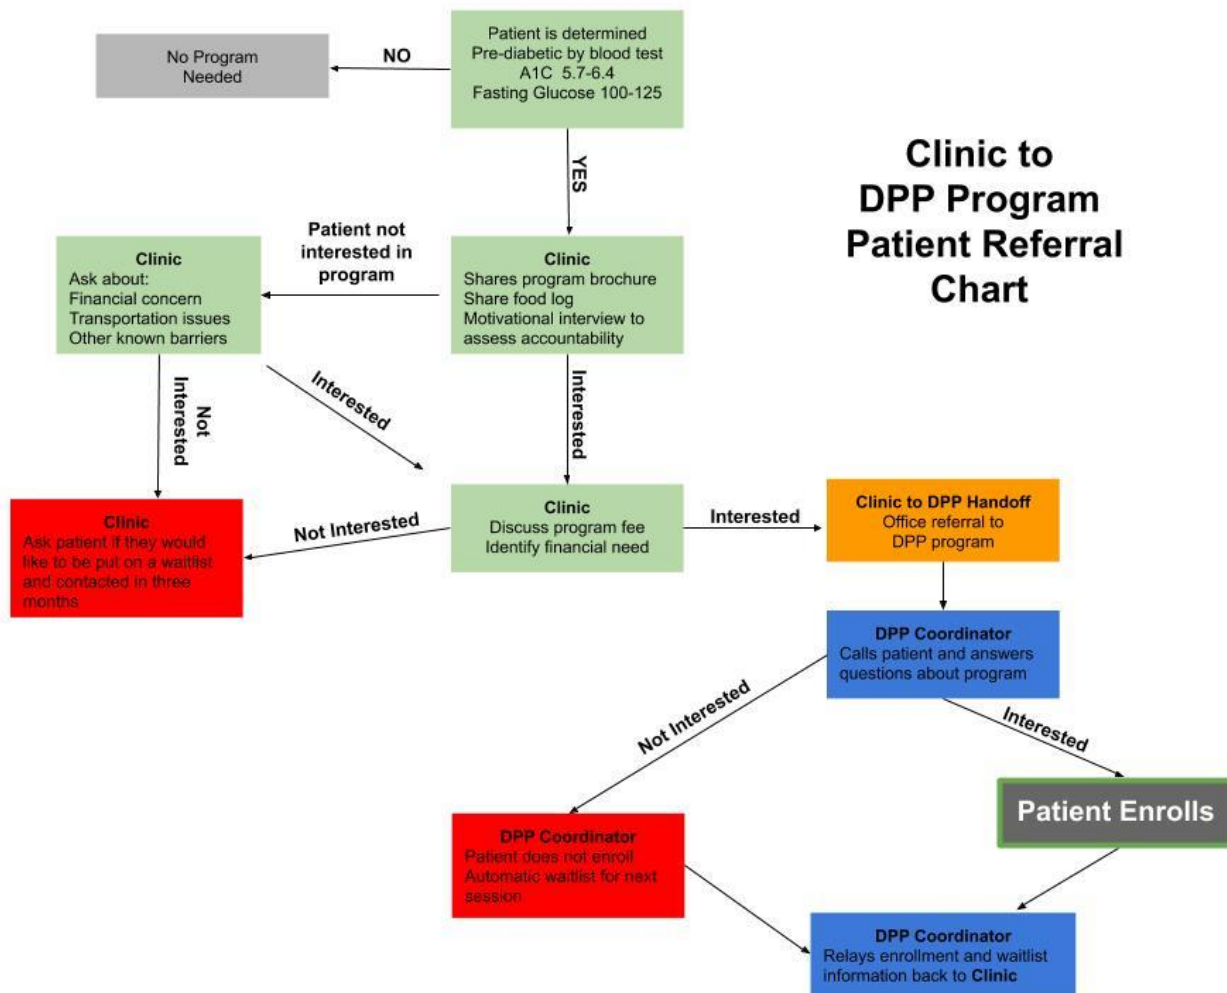 No Program
Needed
NO
Patient is determined
Pre-diabetic by blood test
A1C 5.7-6.4
Fasting Glucose 100-125
Clinic to
DPP Program
Patient Referral
Chart
YES
Patient not
interested in
program
Clinic
Ask about:
Financial concern
Transportation issues
Other known barriers
Clinic
Shares program brochure
Share food log
Motivational interview to
assess accountability
Not
Interested
Interested
Interested
Clinic
Ask patient if they would
like to be put on a waitlist
and contacted in three
months
Not Interested
Clinic
Discuss program fee
Identify financial need
Interested
Clinic to DPP Handoff
Office referral to
DPP program
DPP Coordinator
Calls patient and answers
questions about program
Not Interested
Interested
Patient Enrolls
DPP Coordinator
Patient does not enroll
Automatic waitlist for next
session
DPP Coordinator
Relays enrollment and waitlist
information back to Clinic